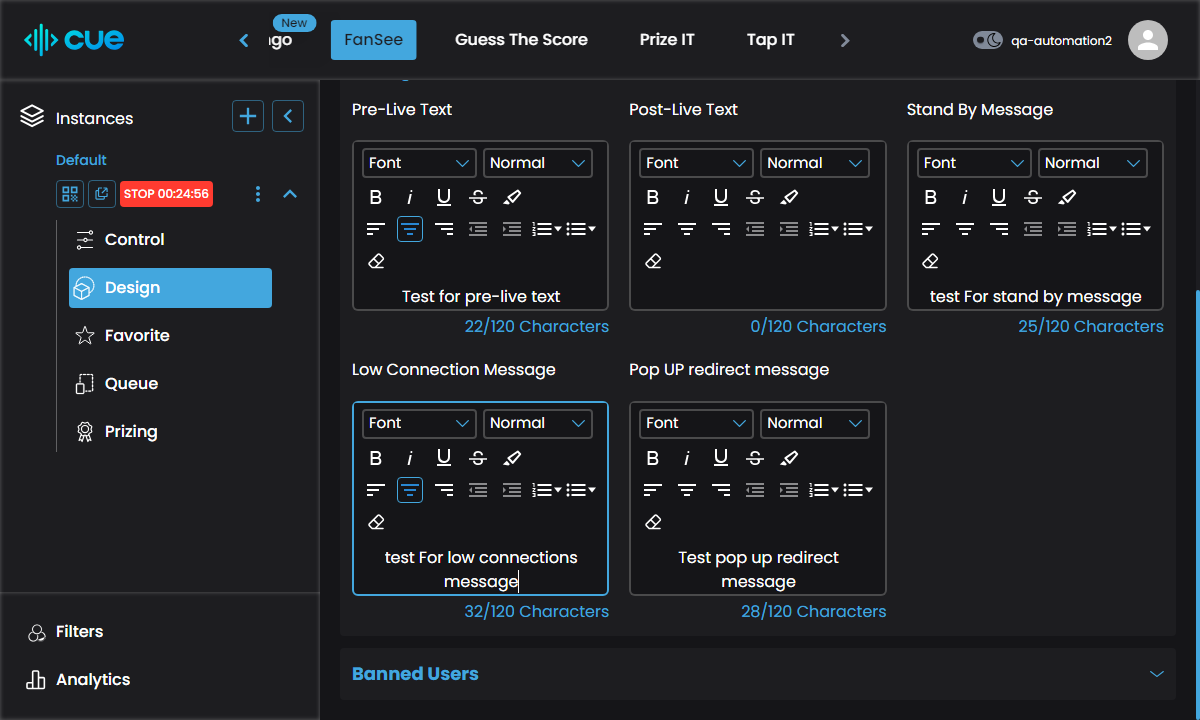 cue
New
ngo
FanSee
Guess The Score
Prize IT
Tap IT
qa-automation2
Instances
Default
STOP 00:24:56
Control
Design
Favorite
Queue
Prizing
Filters
Analytics
Pre-Live Text
Post-Live Text
Stand By Message
Font Normal
Font Normal
Font Normal
B i U S
B i U S
B i U S
Test for pre-live text
test For stand by message
22/120 Characters
0/120 Characters
25/120 Characters
Low Connection Message
Pop UP redirect message
Font Normal
Font Normal
B i U S
B i U S
test For low connections
message
Test pop up redirect
message
32/120 Characters
28/120 Characters
Banned Users